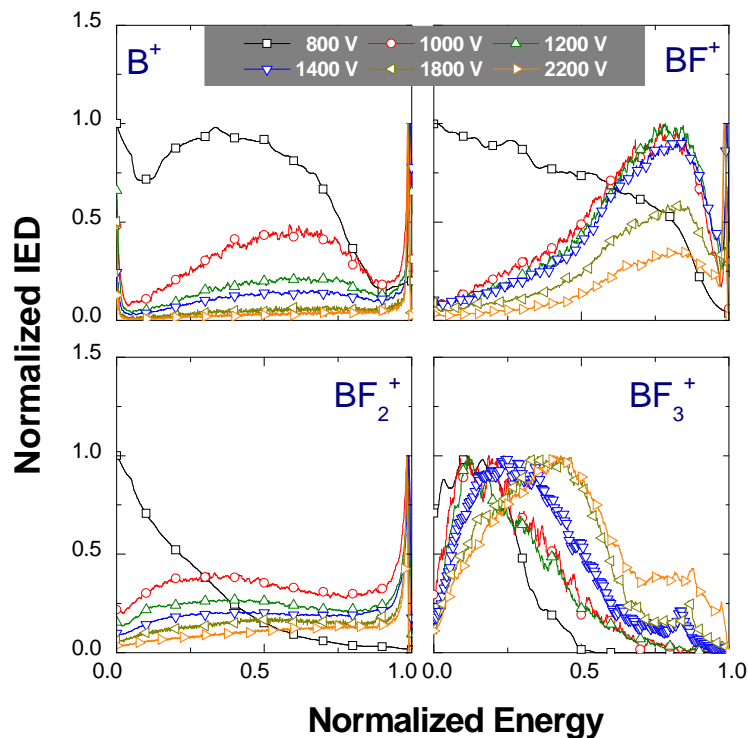 B+
800 V 1000 V 1200 V
1400 V 1800 V 2200 V
BF+
1.5
1.0
0.5
0.0
BF2+
BF3+
1.5
1.0
0.5
0.0
0.0 0.5 1.0 0.0 0.5 1.0
Normalized IED
Normalized Energy